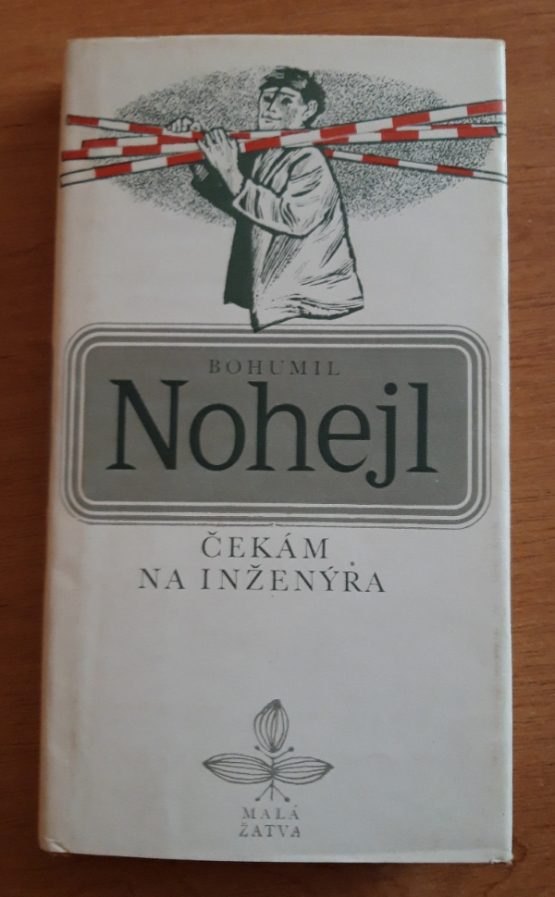 BOHUMIL
Nohejl
ČEKÁM
NA INŽENÝRA
MALÁ
ŽATVA